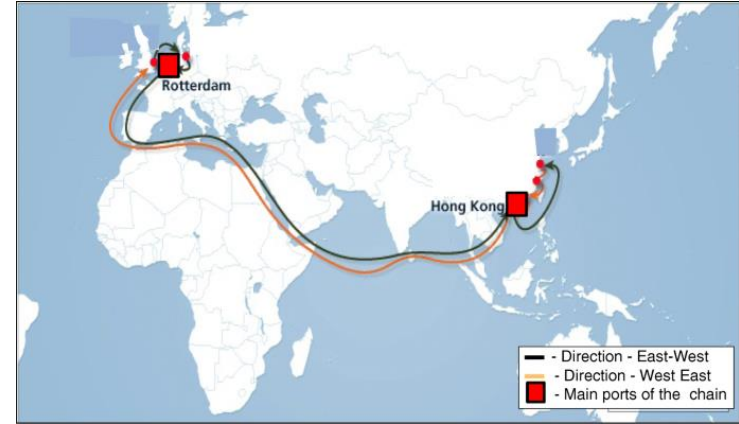 Rotterdam
Hong Kong
- Direction - East-West
- Direction - West East
- Main ports of the chain